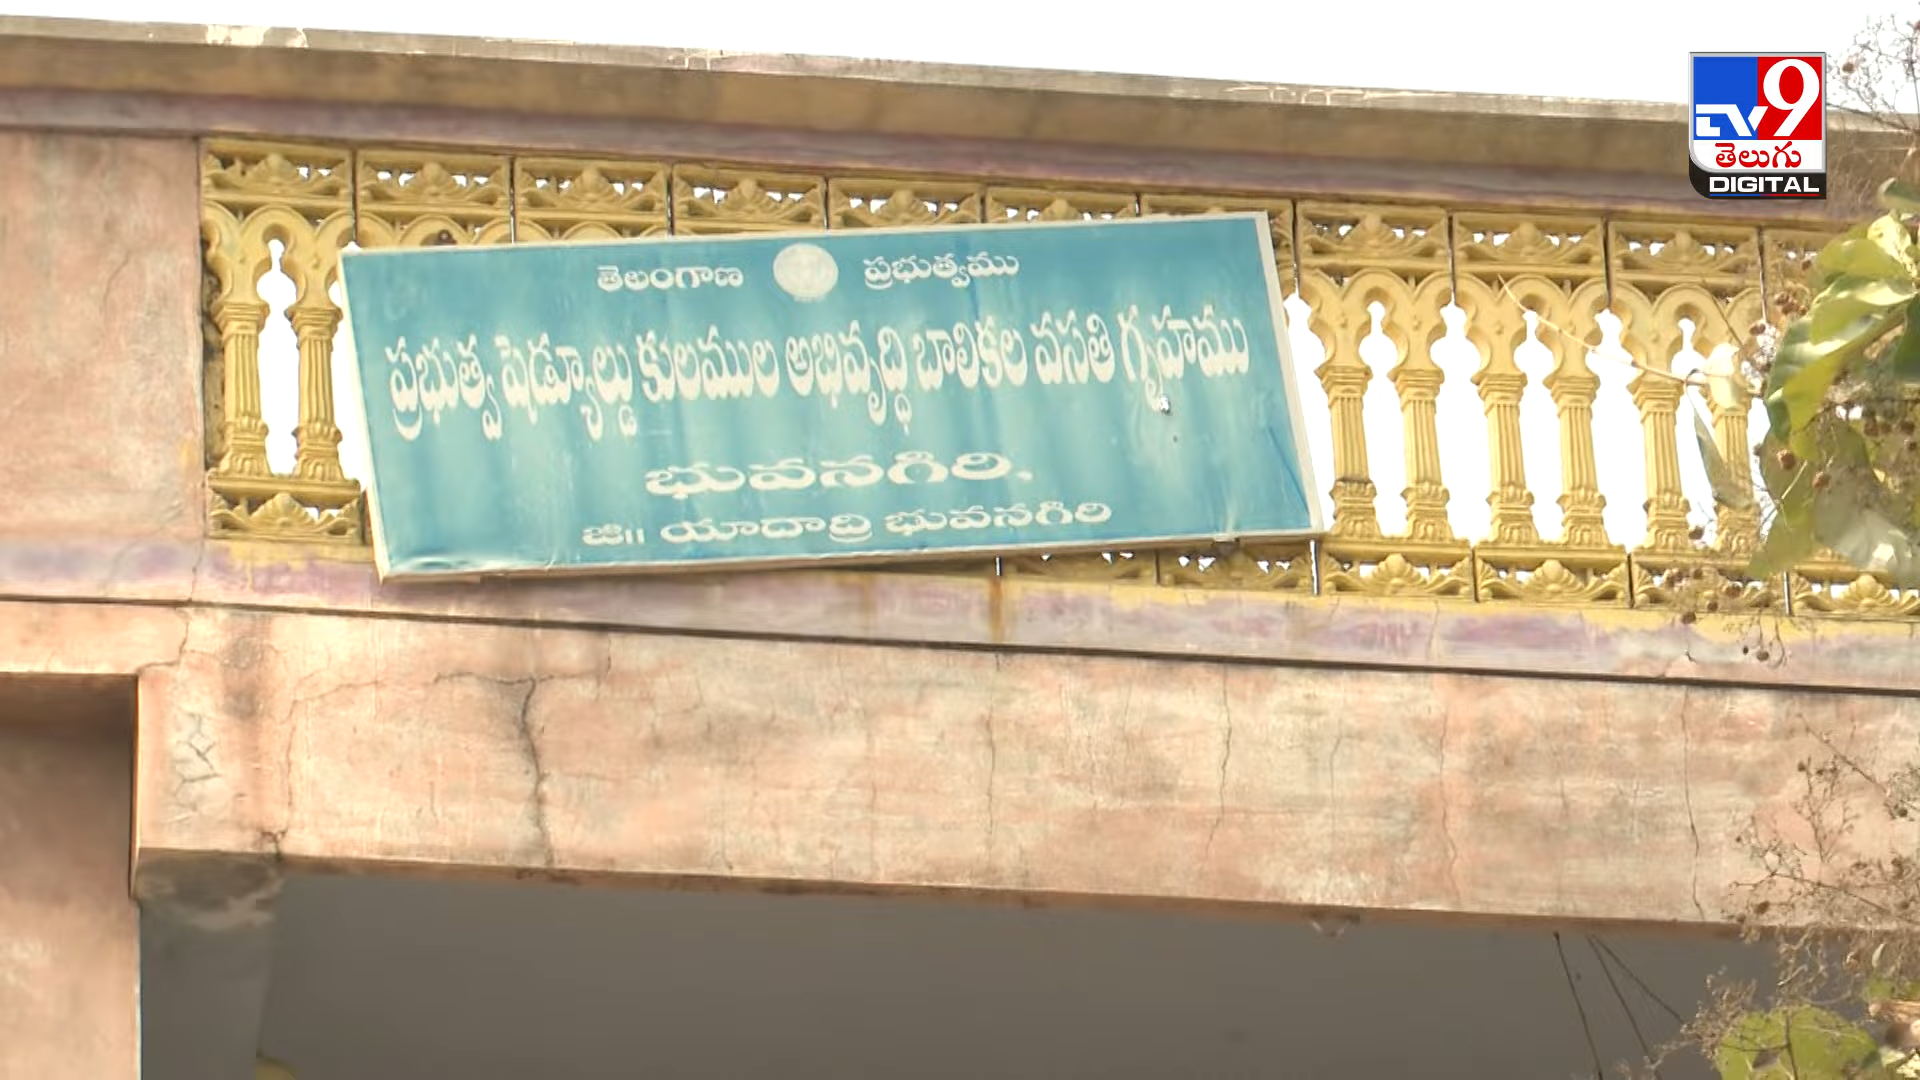 తెలంగాణ ప్రభుత్వము
ప్రభుత్వ షెడ్యూల్డు కులముల అభివృద్ధి బాలికల వసతి గృహము
భువనగిరి.
జి॥ యాదాద్రి భువనగిరి
TV9
తెలుగు
DIGITAL